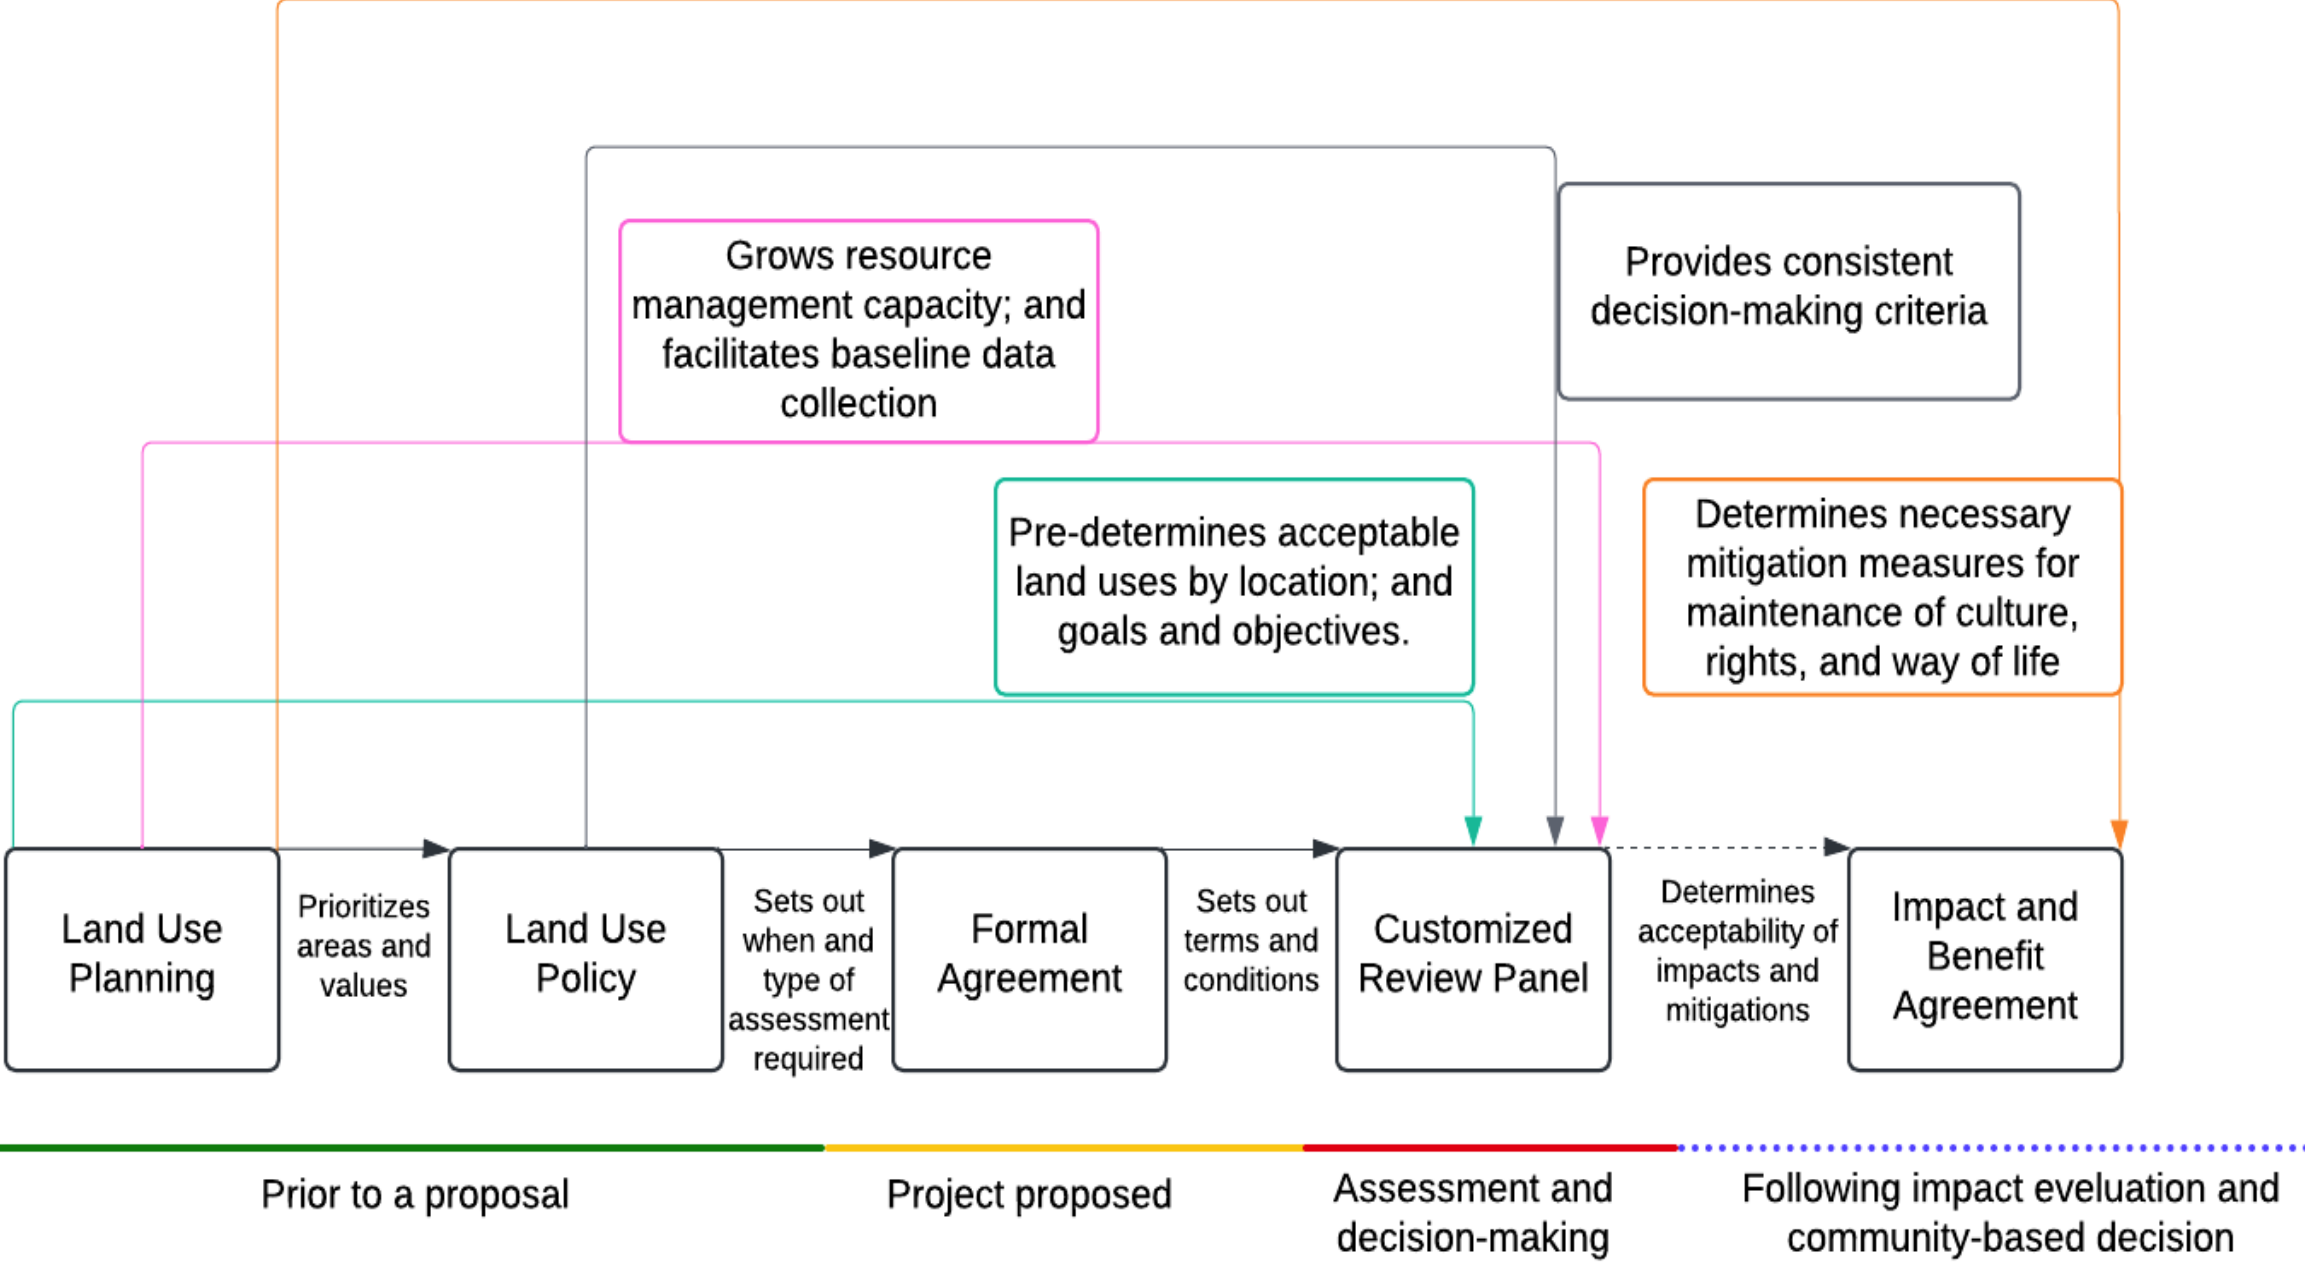 Grows resource
management capacity; and
facilitates baseline data
collection
Provides consistent
decision-making criteria
Pre-determines acceptable
land uses by location; and
goals and objectives.
Determines necessary
mitigation measures for
maintenance of culture,
rights, and way of life
Land Use
Planning
Prioritizes
areas and
values
Land Use
Policy
Sets out
when and
type of
assessment
required
Formal
Agreement
Sets out
terms and
conditions
Customized
Review Panel
Determines
acceptability of
impacts and
mitigations
Impact and
Benefit
Agreement
Prior to a proposal
Project proposed
Assessment and
decision-making
Following impact eveluation and
community-based decision